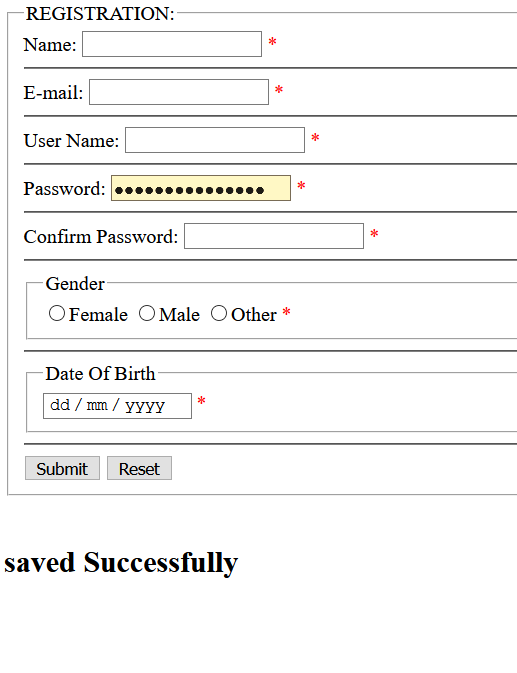 REGISTRATION:
Name: *
E-mail: *
User Name: *
Password: ●●●●●●●●●●●●●●● *
Confirm Password: *
Gender
Female Male Other *
Date Of Birth
dd / mm / yyyy *
Submit Reset
saved Successfully